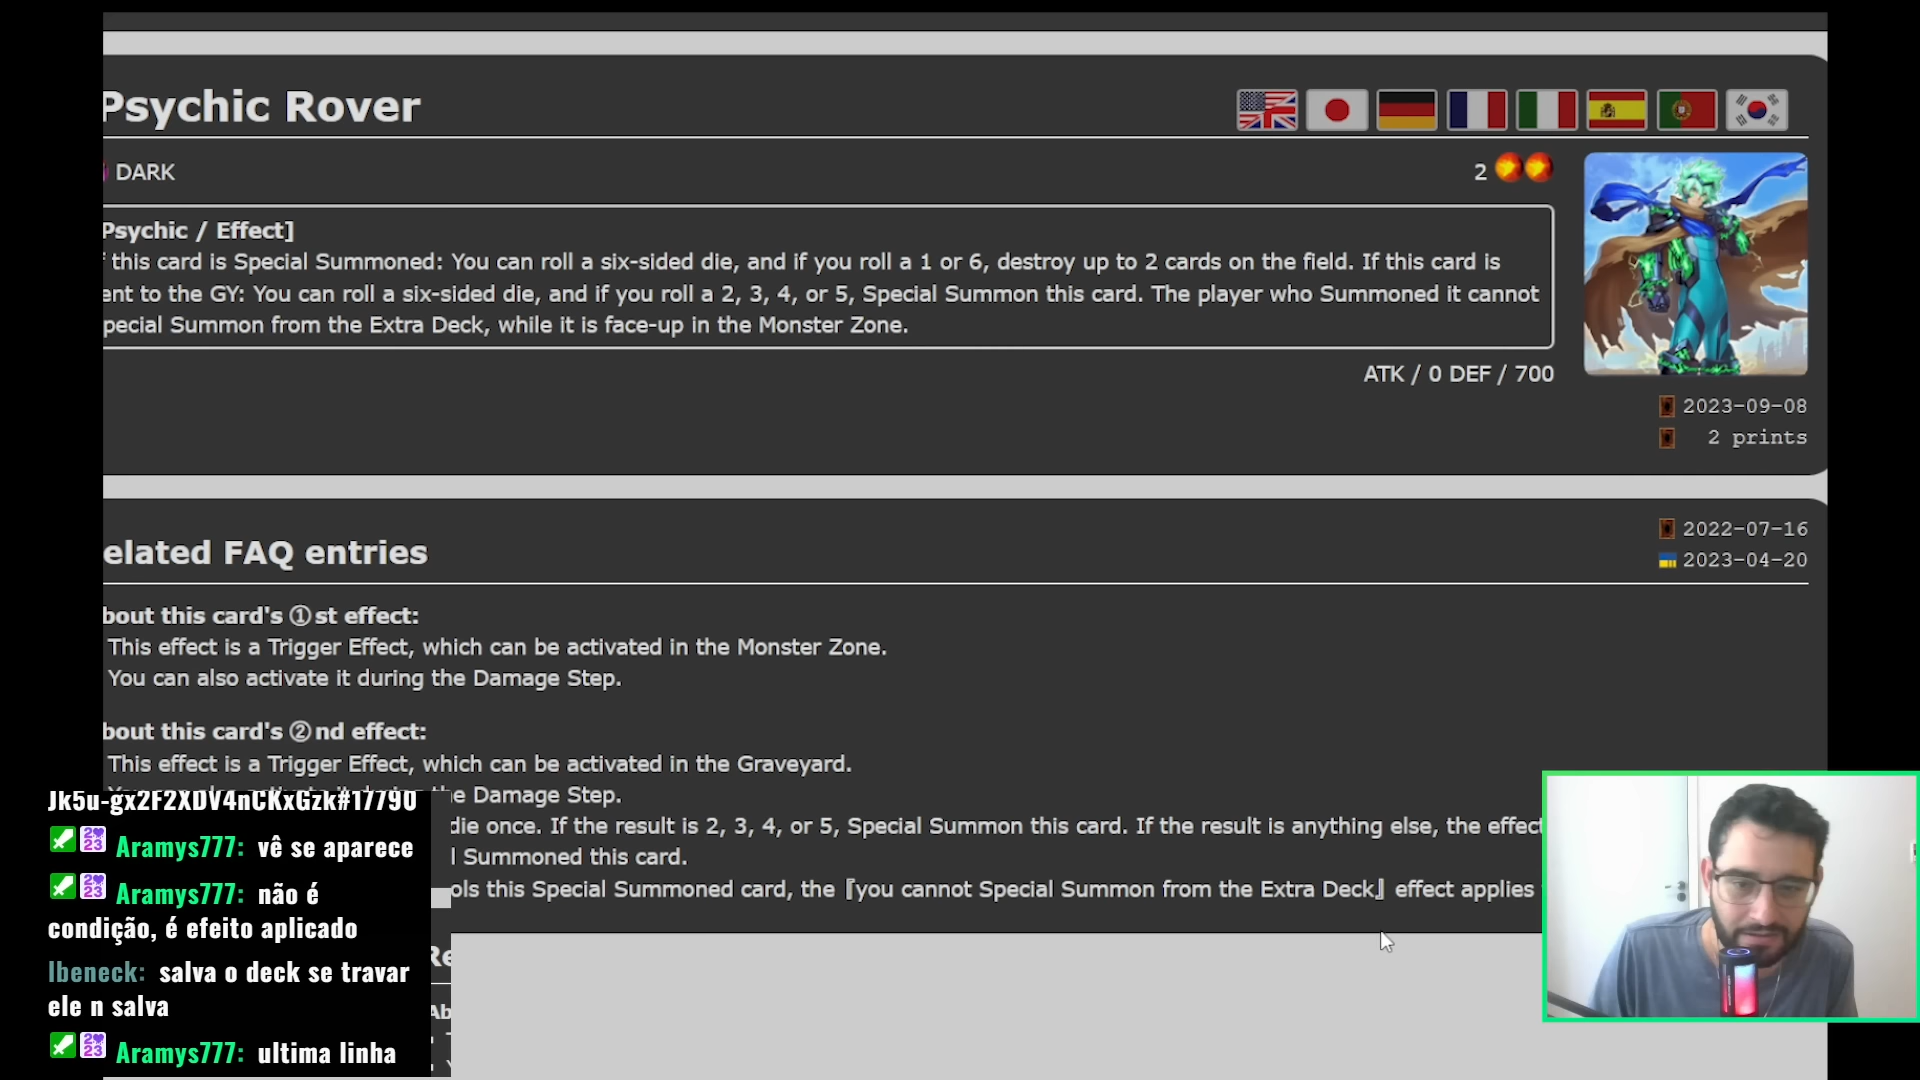 Psychic Rover
DARK
2
Psychic / Effect]
this card is Special Summoned: You can roll a six-sided die, and if you roll a 1 or 6, destroy up to 2 cards on the field. If this card is
ent to the GY: You can roll a six-sided die, and if you roll a 2, 3, 4, or 5, Special Summon this card. The player who Summoned it cannot
pecial Summon from the Extra Deck, while it is face-up in the Monster Zone.
ATK / 0 DEF / 700
2023-09-08
2 prints
elated FAQ entries
2022-07-16
2023-04-20
bout this card's ①st effect:
This effect is a Trigger Effect, which can be activated in the Monster Zone.
You can also activate it during the Damage Step.
bout this card's ②nd effect:
This effect is a Trigger Effect, which can be activated in the Graveyard.
e Damage Step.
die once. If the result is 2, 3, 4, or 5, Special Summon this card. If the result is anything else, the effect
l Summoned this card.
ols this Special Summoned card, the 『you cannot Special Summon from the Extra Deck』 effect applies
Re
Ab
Jk5u-gx2F2XDV4nCKxGzk#17790
Aramys777: vê se aparece
Aramys777: não é
condição, é efeito aplicado
lbeneck: salva o deck se travar
ele n salva
Aramys777: ultima linha